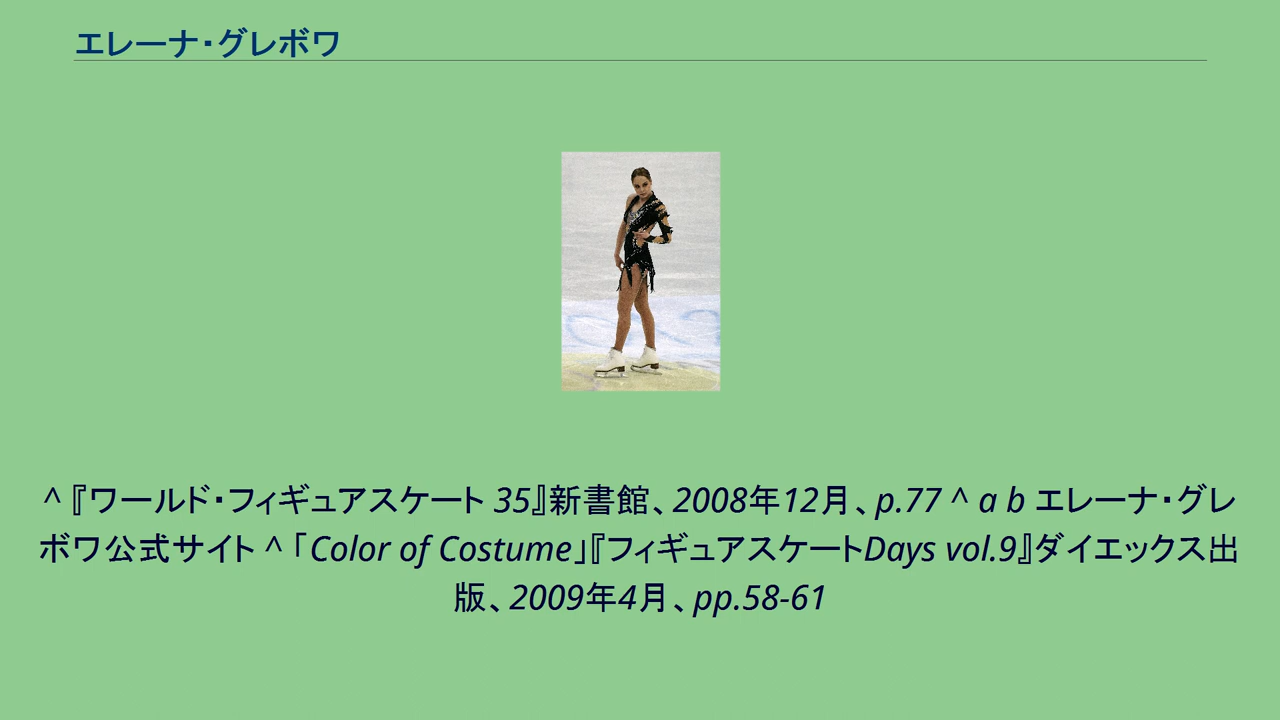 エレーナ・グレボワ
^『ワールド・フィギュアスケート 35』新書館、2008年12月、p.77 ^ a b エレーナ・グレ
ボワ公式サイト ^「Color of Costume」『フィギュアスケートDays vol.9』ダイエックス出
版、2009年4月、pp.58-61